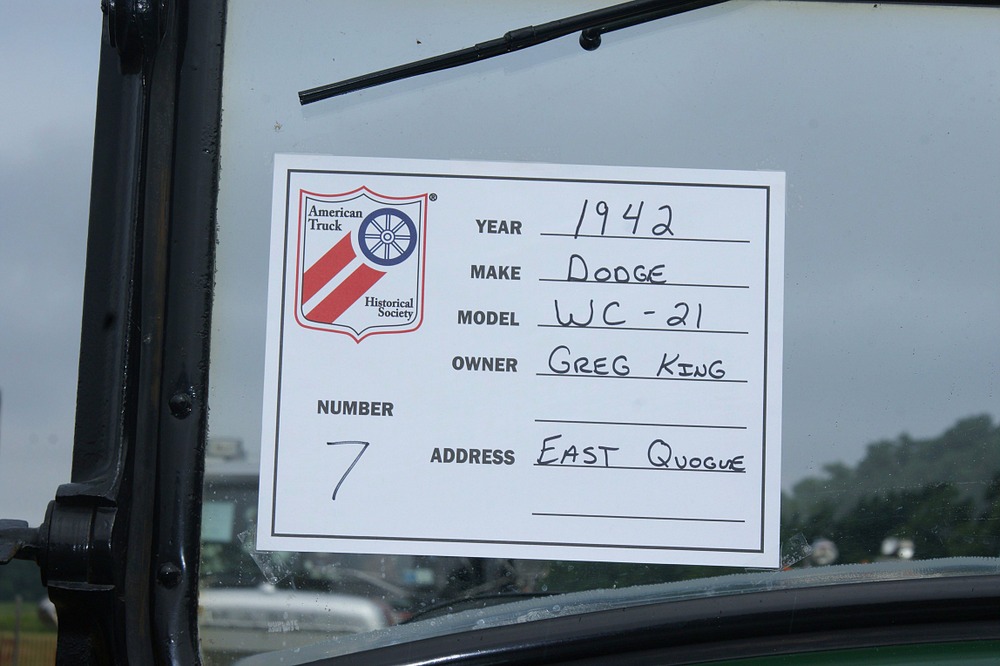 American
Truck
®
Historical
Society
YEAR 1942
MAKE DODGE
MODEL WC-21
OWNER GREG KING
NUMBER
7
ADDRESS EAST QUOGUE